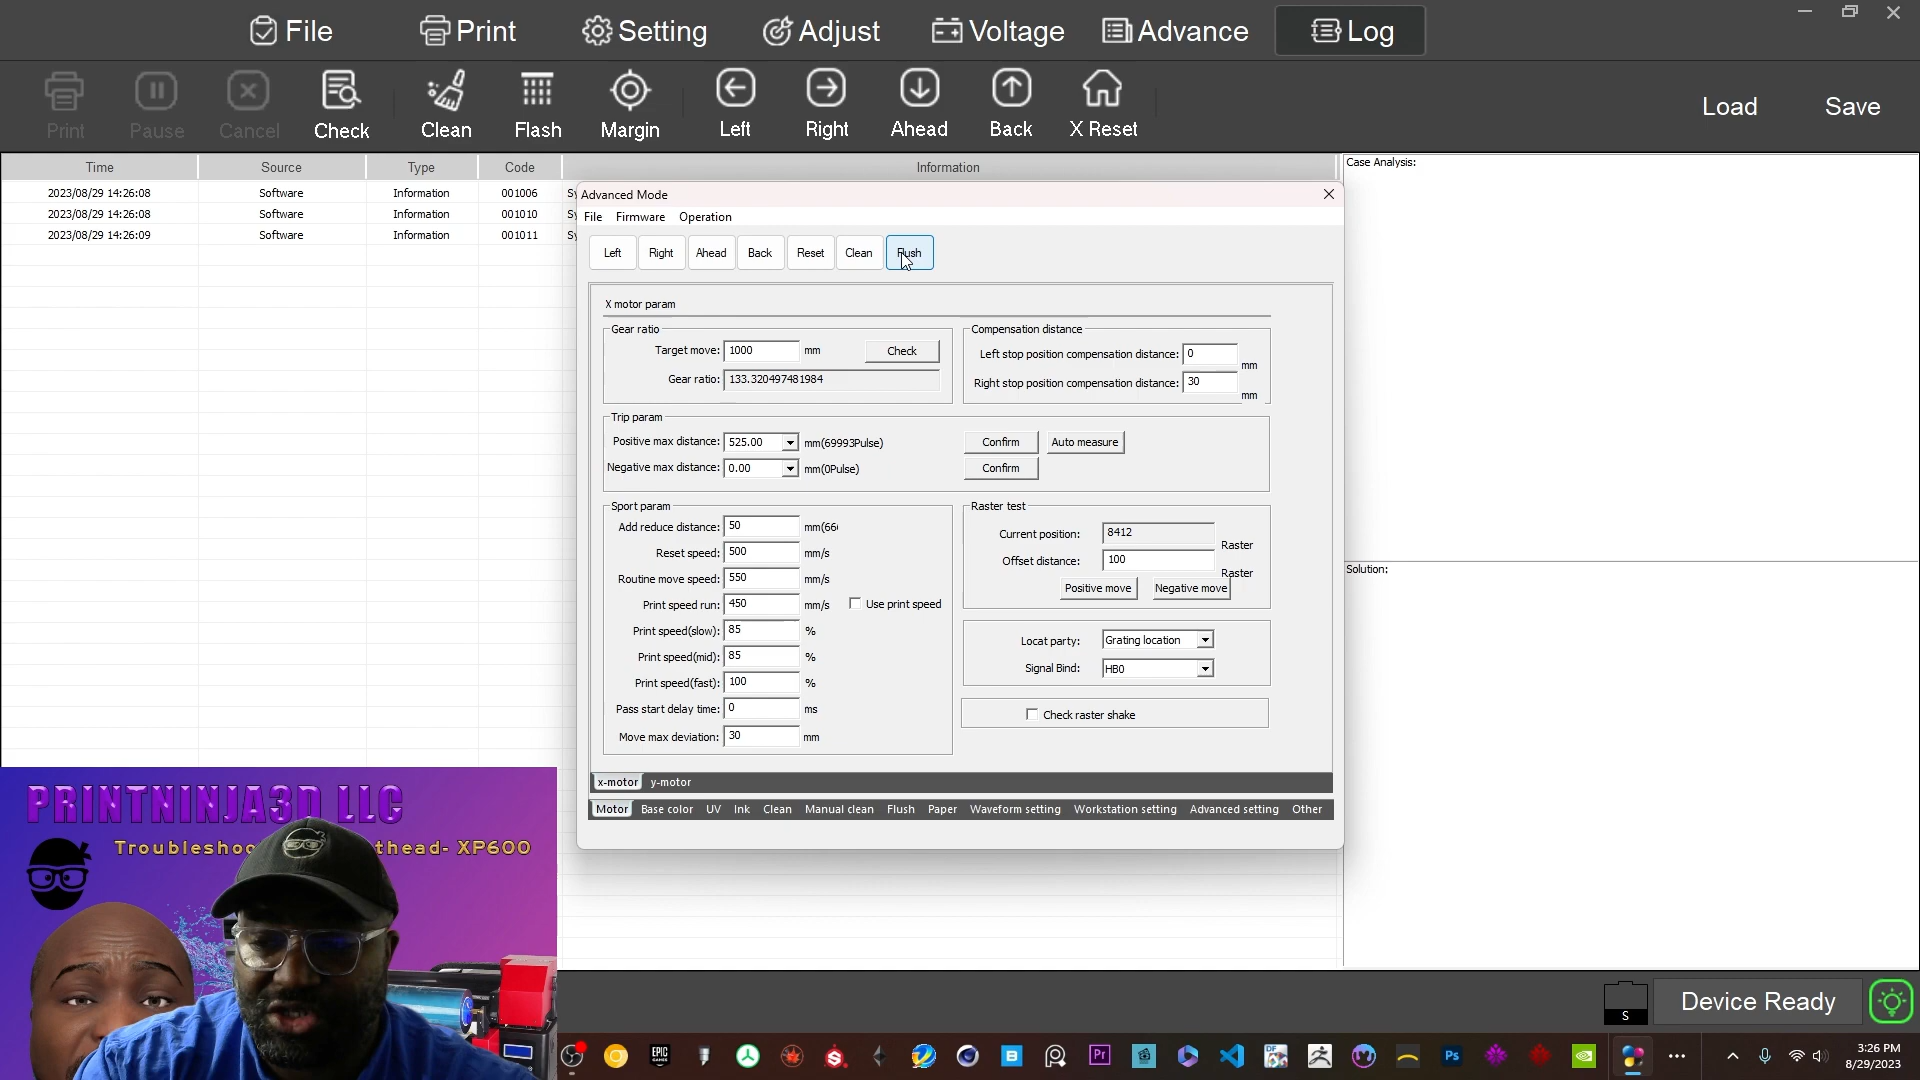 File
Print
Setting
Adjust
Voltage
Advance
Log
Print
Pause
Cancel
Check
Clean
Flash
Margin
Left
Right
Ahead
Back
X Reset
Load
Save
Time Source Type Code Information
2023/08/29 14:26:08 Software Information 001006 Sy
2023/08/29 14:26:08 Software Information 001010 Sy
2023/08/29 14:26:09 Software Information 001011 Sy
Case Analysis:
Solution:
Advanced Mode
File Firmware Operation
Left Right Ahead Back Reset Clean Flush
X motor param
Gear ratio
Target move: 1000 mm Check
Gear ratio: 133.320497481984
Compensation distance
Left stop position compensation distance: 0 mm
Right stop position compensation distance: 30 mm
Trip param
Positive max distance: 525.00 mm(69993Pulse) Confirm Auto measure
Negative max distance: 0.00 mm(0Pulse) Confirm
Sport param
Add reduce distance: 50 mm(66
Reset speed: 500 mm/s
Routine move speed: 550 mm/s
Print speed run: 450 mm/s Use print speed
Print speed(slow): 85 %
Print speed(mid): 85 %
Print speed(fast): 100 %
Pass start delay time: 0 ms
Move max deviation: 30 mm
Raster test
Current position: 8412 Raster
Offset distance: 100 Raster
Positive move Negative move
Locat party: Grating location
Signal Bind: HB0
Check raster shake
x-motor y-motor
Motor Base color UV Ink Clean Manual clean Flush Paper Waveform setting Workstation setting Advanced setting Other
PRINTNINJA3D LLC
Troubleshoo thead- XP600
S
Device Ready
EPIC
Pr
Ps
3:26 PM
8/29/2023